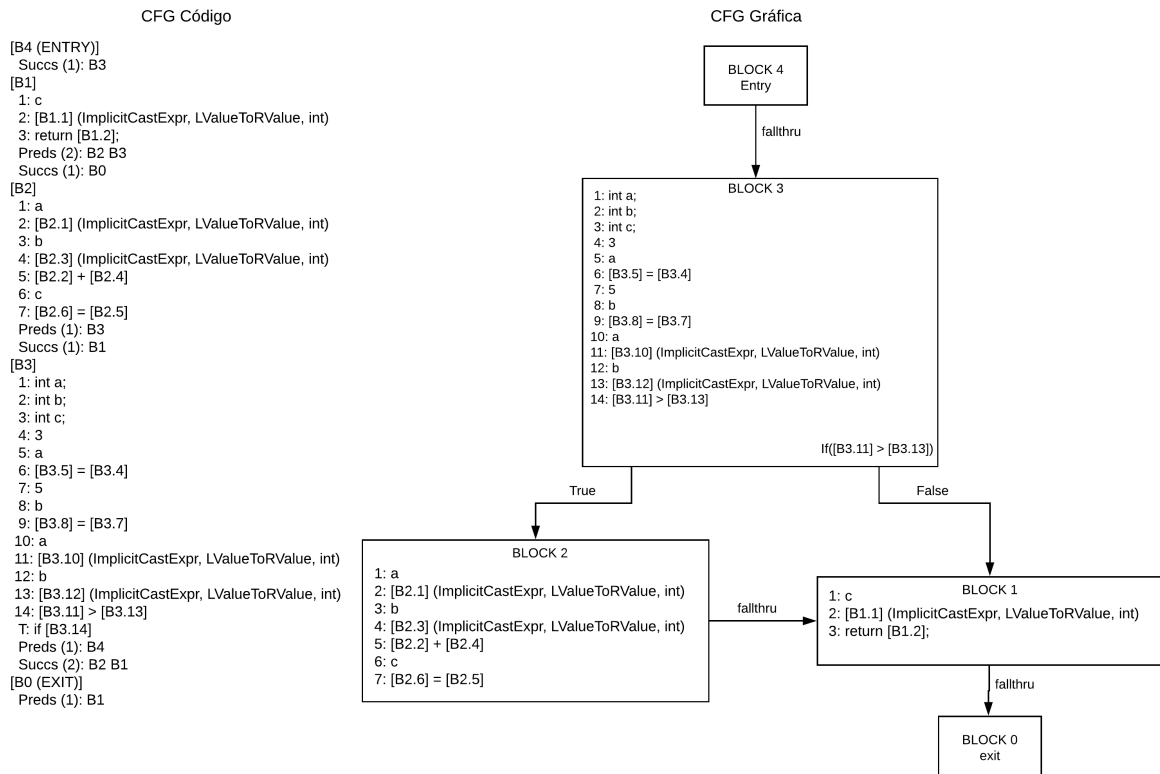 CFG Código
[B4 (ENTRY)]
Succs (1): B3
[B1]
1: c
2: [B1.1] (ImplicitCastExpr, LValueToRValue, int)
3: return [B1.2];
Preds (2): B2 B3
Succs (1): B0
[B2]
1: a
2: [B2.1] (ImplicitCastExpr, LValueToRValue, int)
3: b
4: [B2.3] (ImplicitCastExpr, LValueToRValue, int)
5: [B2.2] + [B2.4]
6: c
7: [B2.6] = [B2.5]
Preds (1): B3
Succs (1): B1
[B3]
1: int a;
2: int b;
3: int c;
4: 3
5: a
6: [B3.5] = [B3.4]
7: 5
8: b
9: [B3.8] = [B3.7]
10: a
11: [B3.10] (ImplicitCastExpr, LValueToRValue, int)
12: b
13: [B3.12] (ImplicitCastExpr, LValueToRValue, int)
14: [B3.11] > [B3.13]
T: if [B3.14]
Preds (1): B4
Succs (2): B2 B1
[B0 (EXIT)]
Preds (1): B1
CFG Gráfica
BLOCK 4
Entry
fallthru
BLOCK 3
1: int a;
2: int b;
3: int c;
4: 3
5: a
6: [B3.5] = [B3.4]
7: 5
8: b
9: [B3.8] = [B3.7]
10: a
11: [B3.10] (ImplicitCastExpr, LValueToRValue, int)
12: b
13: [B3.12] (ImplicitCastExpr, LValueToRValue, int)
14: [B3.11] > [B3.13]
If([B3.11] > [B3.13])
True
False
BLOCK 2
1: a
2: [B2.1] (ImplicitCastExpr, LValueToRValue, int)
3: b
4: [B2.3] (ImplicitCastExpr, LValueToRValue, int)
5: [B2.2] + [B2.4]
6: c
7: [B2.6] = [B2.5]
fallthru
BLOCK 1
1: c
2: [B1.1] (ImplicitCastExpr, LValueToRValue, int)
3: return [B1.2];
fallthru
BLOCK 0
exit